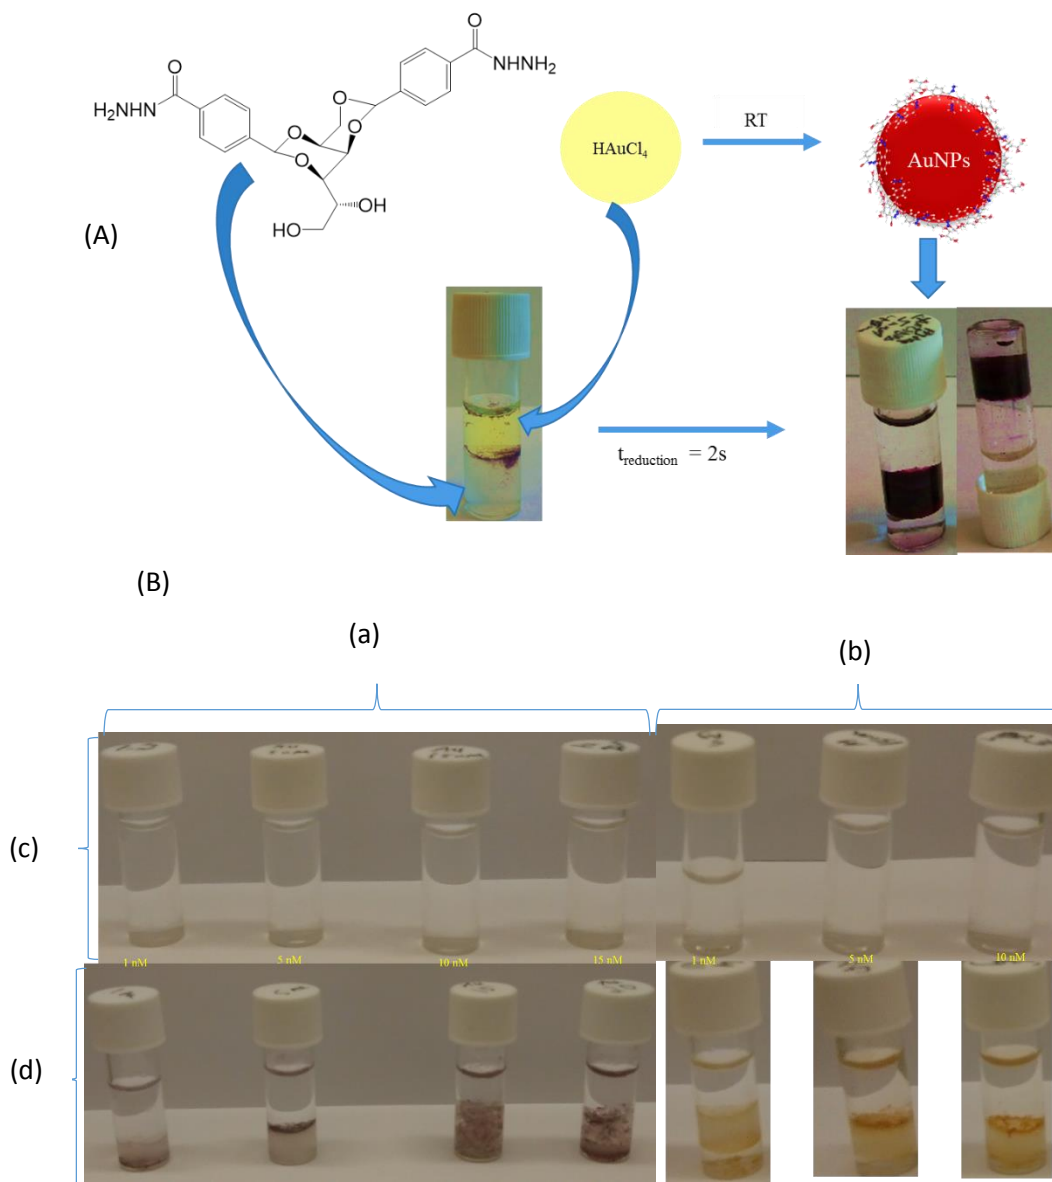 O
NHNH₂
O
H₂NHN
O
O
O
O
OH
HO
HAuCl₄
RT
AuNPs
(A)
t_reduction = 2s
(B)
(a)
(b)
(c)
1 nM
5 nM
10 nM
15 nM
1 nM
5 nM
10 nM
(d)